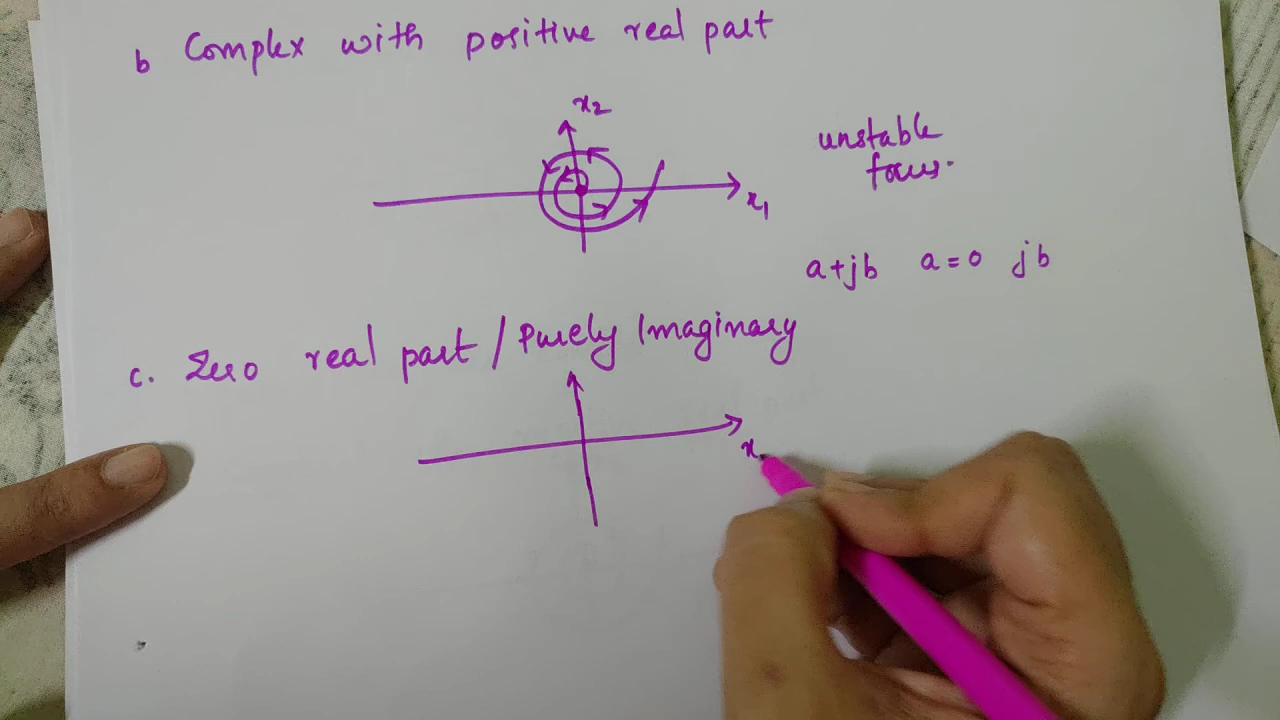 b Complex with positive real part
x2
unstable
focus.
x1
a+jb a=0 jb
c. Zero real part / Purely Imaginary
x